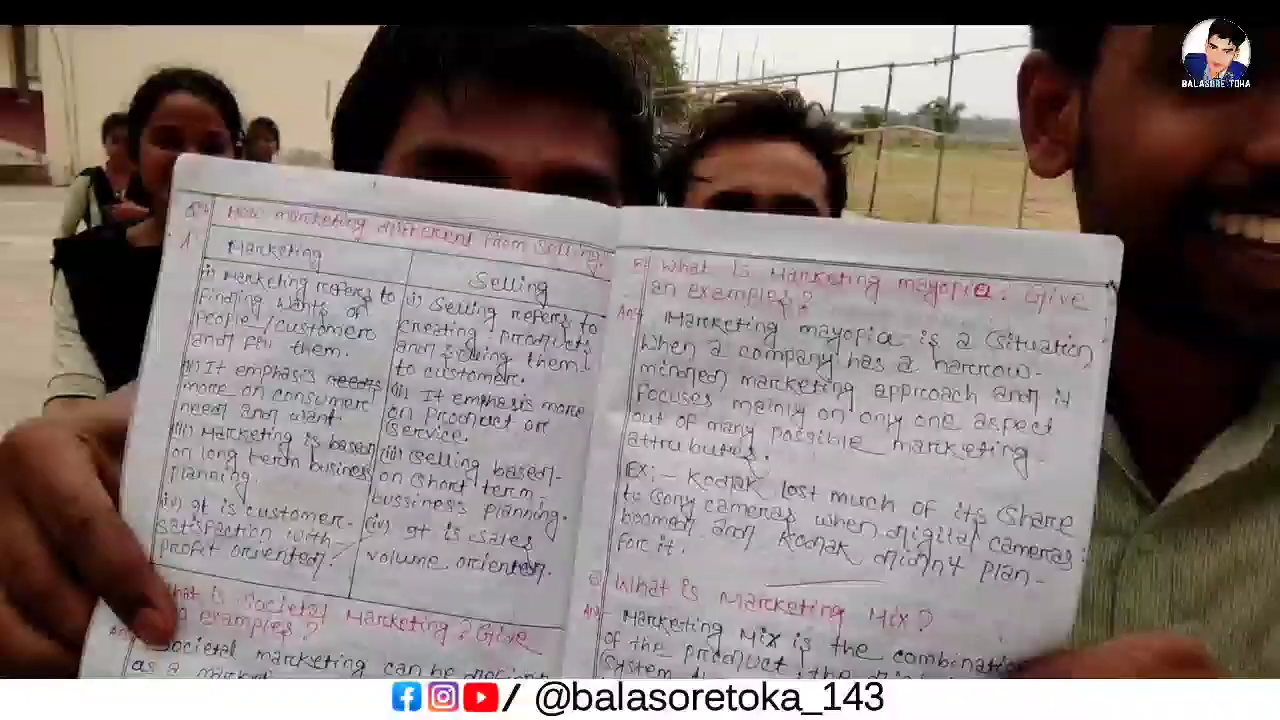 BALASORE TOKA
How marketing different from selling?
A
Marketing
(i) Marketing refers to
finding wants of
People/customer
and fill them.
(ii) It emphasis needs
more on consumer
need and want
(iii) Marketing is based
on long term business
planning.
(iv) It is customer-
satisfaction with
profit oriented.
Selling
(i) Selling refers to
creating products
and selling them
to customer.
(ii) It emphasis more
on product or
service.
(iii) Selling based
on short term
bussiness planning.
(iv) It is sales
volume oriented.
What is societal Marketing? Give
examples?
Societal marketing can be
as a
What is Marketing mayopia? Give
an examples?
Ans Marketing mayopia is a situation
when a company has a narrow-
minded marketing approach and it
focuses mainly on only one aspect
out of many possible marketing
attrubutes.
EX:- Kodak lost much of its share
to sony cameras when digital cameras
boomed and Kodak didn't plan
for it.
Q What is Marketing Mix?
Ans- Marketing Mix is the combination
of the product, the
system
/ @balasoretoka_143